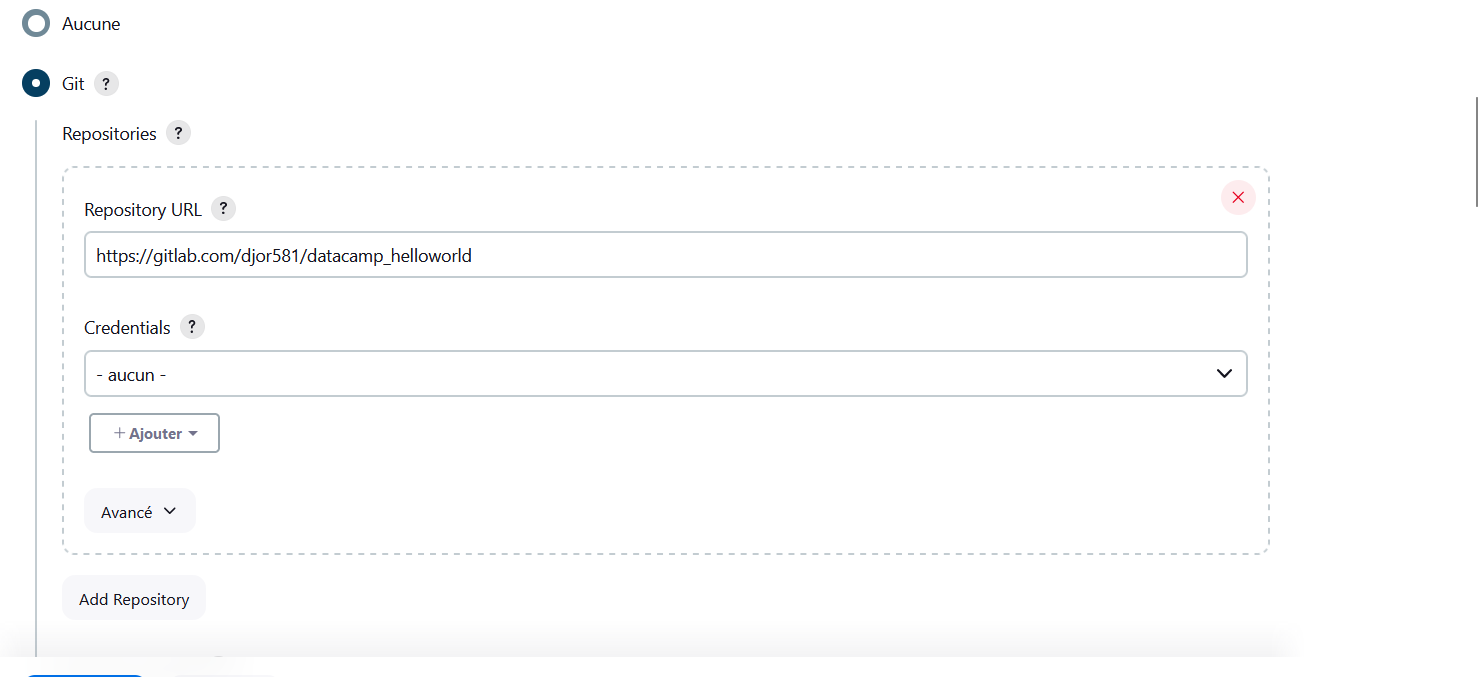 Aucune
Git ?
Repositories ?
Repository URL ?
https://gitlab.com/djor581/datacamp_helloworld
Credentials ?
- aucun -
+ Ajouter
Avancé
Add Repository